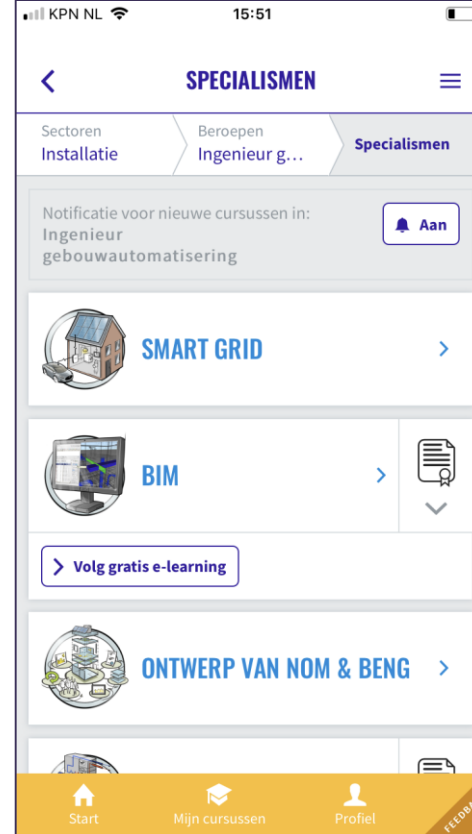 KPN NL 15:51
SPECIALISMEN
Sectoren
Installatie
Beroepen
Ingenieur g...
Specialismen
Notificatie voor nieuwe cursussen in:
Ingenieur
gebouwautomatisering
Aan
SMART GRID
BIM
Volg gratis e-learning
ONTWERP VAN NOM & BENG
Start
Mijn cursussen
Profiel